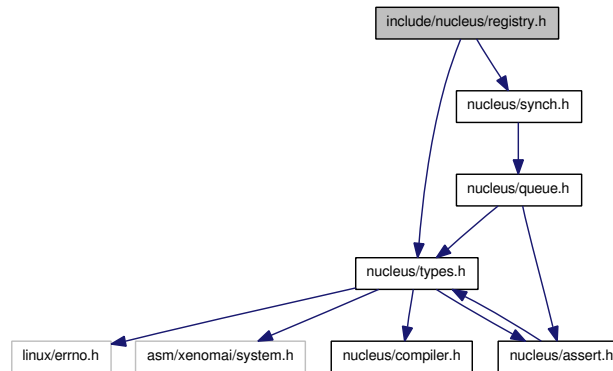 include/nucleus/registry.h
nucleus/synch.h
nucleus/queue.h
nucleus/types.h
linux/errno.h
asm/xenomai/system.h
nucleus/compiler.h
nucleus/assert.h